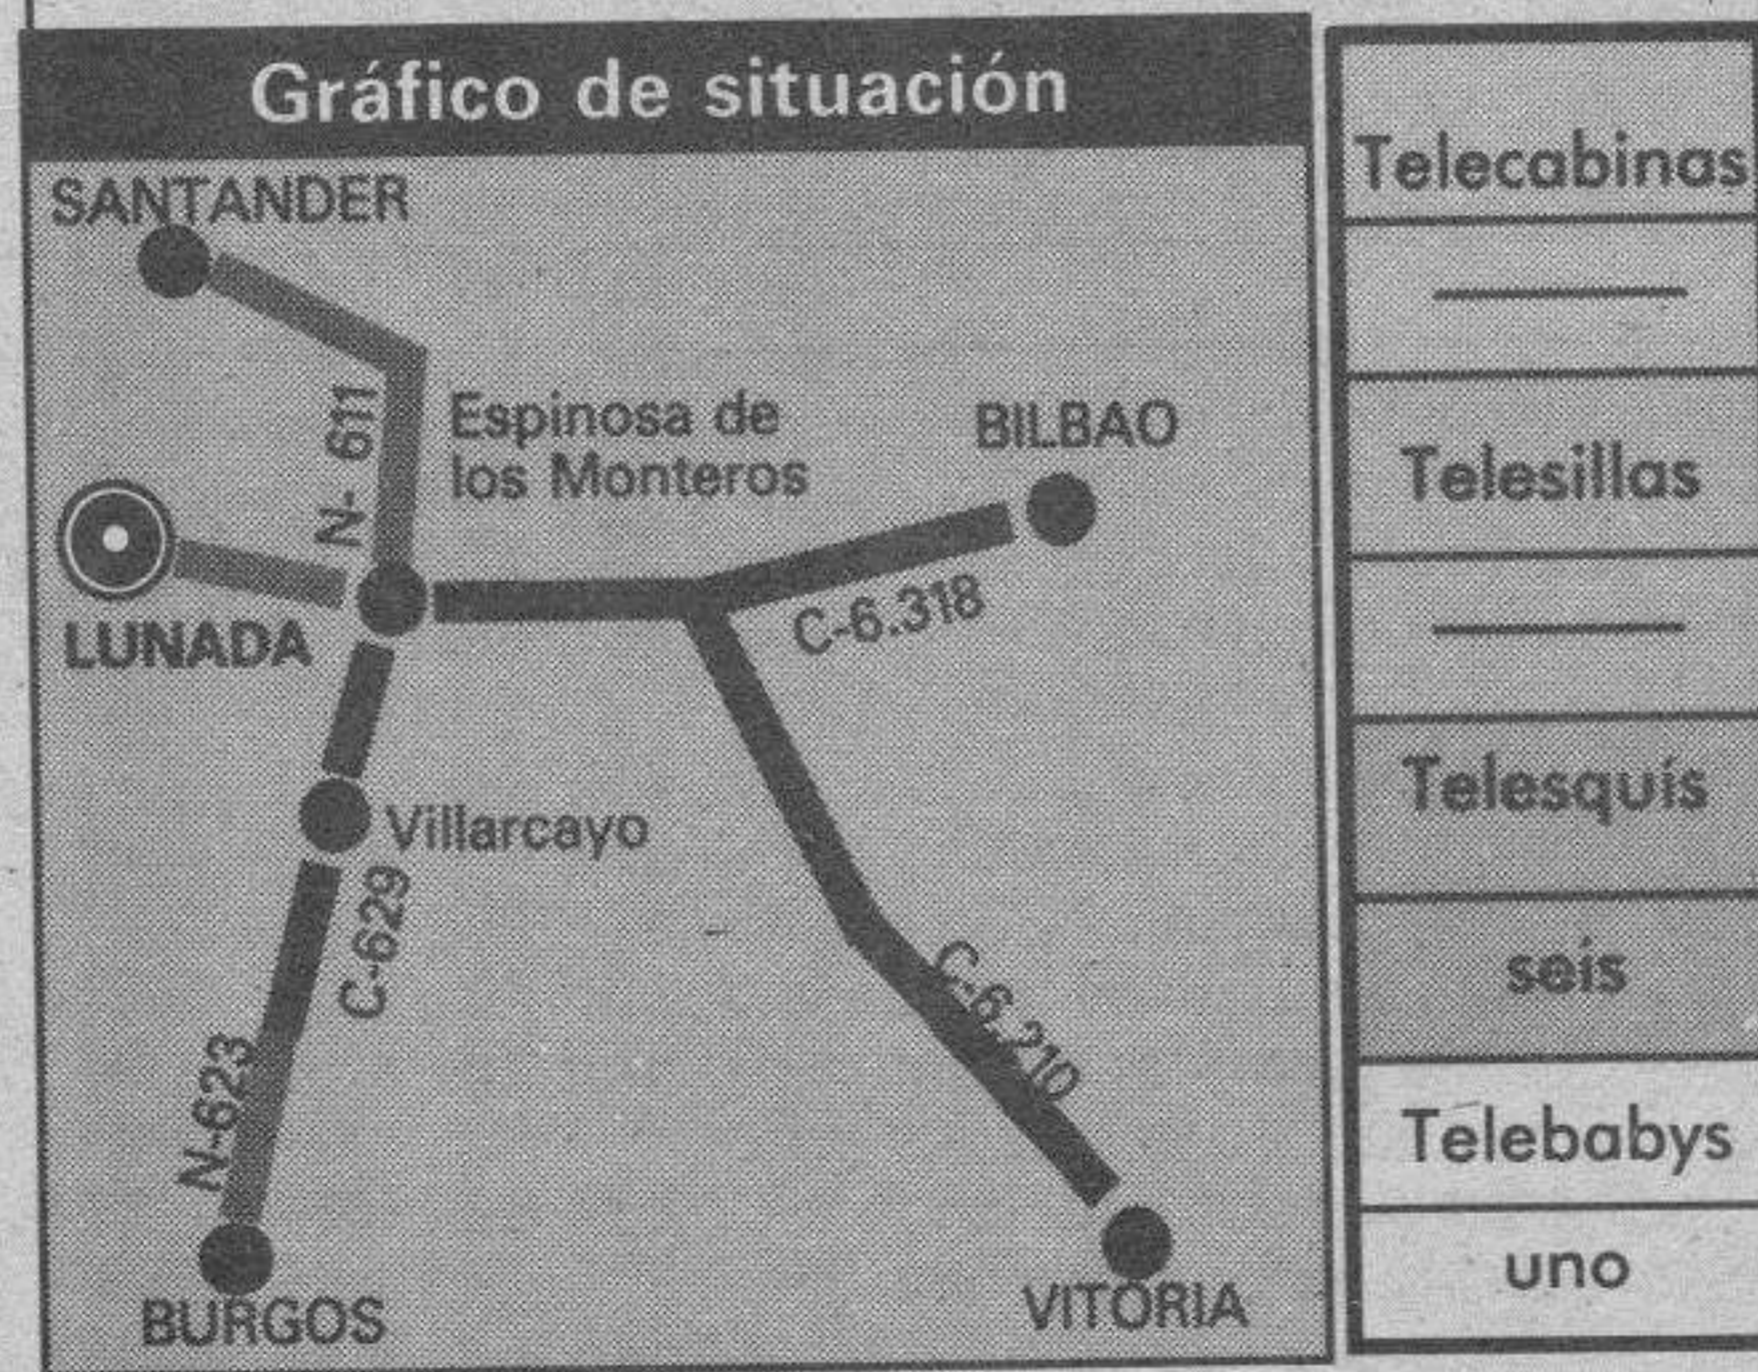 Gráfico de situación
SANTANDER
N- 611
Espinosa de
los Monteros
BILBAO
C-6.318
LUNADA
Villarcayo
C-629
N-623
C-6.210
BURGOS
VITORIA
Telecabinas
Telesillas
Telesquís
seís
Telebabys
uno